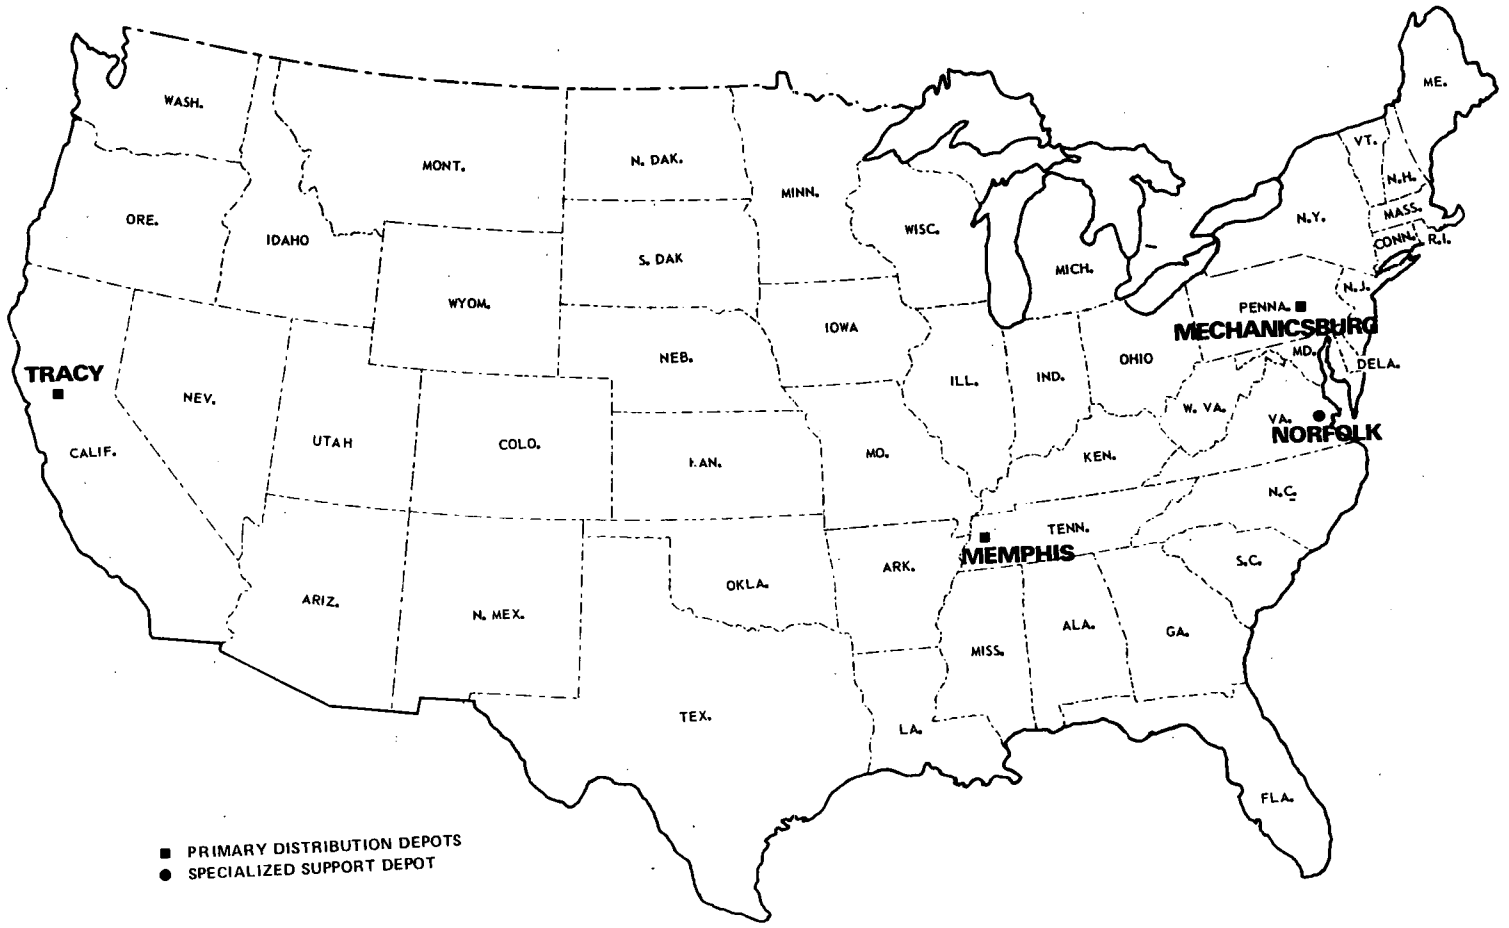 ME.
WASH.
VT.
MONT.
N. DAK.
N.H.
MINN.
MASS.
ORE.
N.Y.
WISC.
IDAHO
CONN.
R.I.
S. DAK
MICH.
N.J.
WYOM.
PENNA.
IOWA
MECHANICSBURG
MD.
NEB.
OHIO
DELA.
TRACY
IND.
ILL.
NEV.
W. VA.
VA.
NORFOLK
UTAH
COLO.
CALIF.
MO.
KEN.
N.C.
TENN.
MEMPHIS
S.C.
ARK.
OKLA.
ARIZ.
N. MEX.
ALA.
GA.
MISS.
TEX.
LA.
FLA.
PRIMARY DISTRIBUTION DEPOTS
SPECIALIZED SUPPORT DEPOT